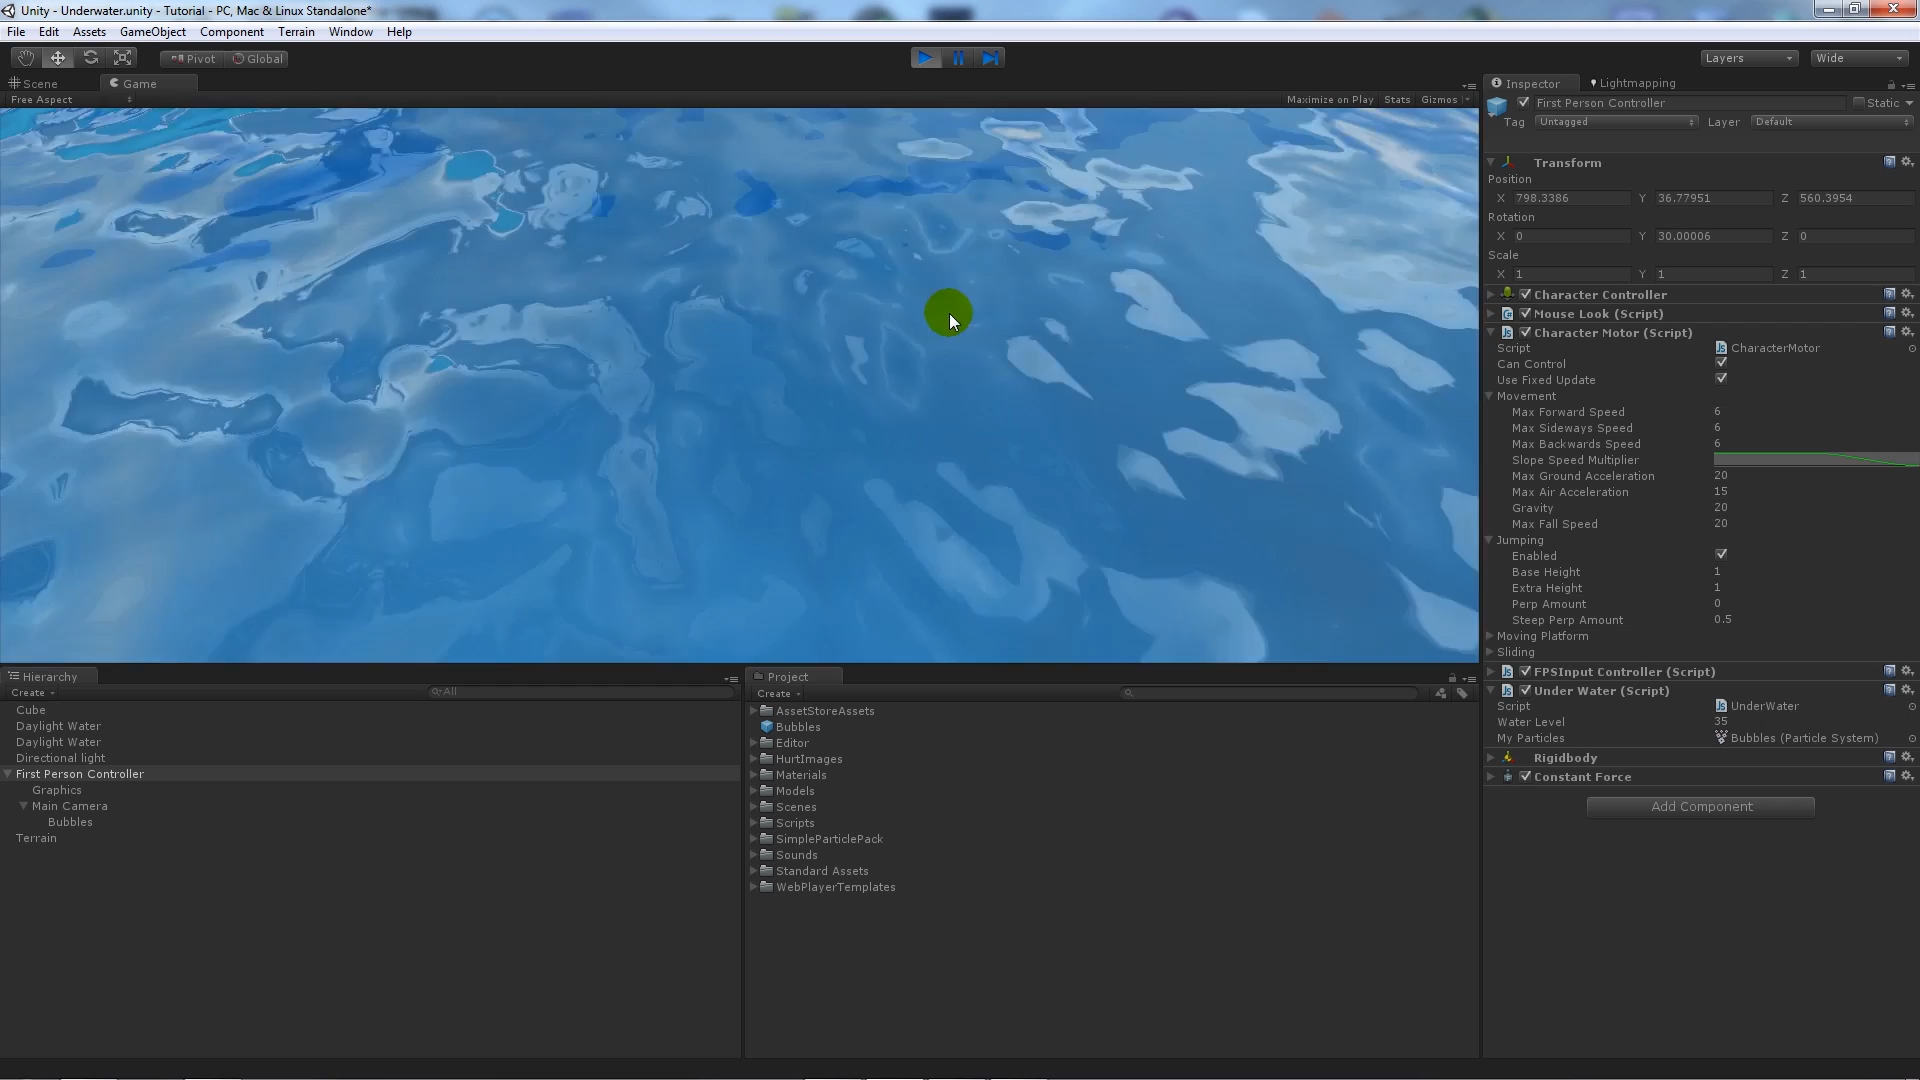 Unity - Underwater.unity - Tutorial - PC, Mac & Linux Standalone*
File Edit Assets GameObject Component Terrain Window Help
Pivot Global Layers Wide
Scene Game
Free Aspect Maximize on Play Stats Gizmos
Inspector Lightmapping
First Person Controller Static
Tag Untagged Layer Default
Transform
Position
X 798.3386 Y 36.77951 Z 560.3954
Rotation
X 0 Y 30.00006 Z 0
Scale
X 1 Y 1 Z 1
Character Controller
Mouse Look (Script)
Character Motor (Script)
Script CharacterMotor
Can Control
Use Fixed Update
Movement
Max Forward Speed 6
Max Sideways Speed 6
Max Backwards Speed 6
Slope Speed Multiplier
Max Ground Acceleration 20
Max Air Acceleration 15
Gravity 20
Max Fall Speed 20
Jumping
Enabled
Base Height 1
Extra Height 1
Perp Amount 0
Steep Perp Amount 0.5
Moving Platform
Sliding
FPSInput Controller (Script)
Under Water (Script)
Script UnderWater
Water Level 35
My Particles Bubbles (Particle System)
Rigidbody
Constant Force
Add Component
Hierarchy
Create All
Cube
Daylight Water
Daylight Water
Directional light
First Person Controller
Graphics
Main Camera
Bubbles
Terrain
Project
Create
AssetStoreAssets
Bubbles
Editor
HurtImages
Materials
Models
Scenes
Scripts
SimpleParticlePack
Sounds
Standard Assets
WebPlayerTemplates